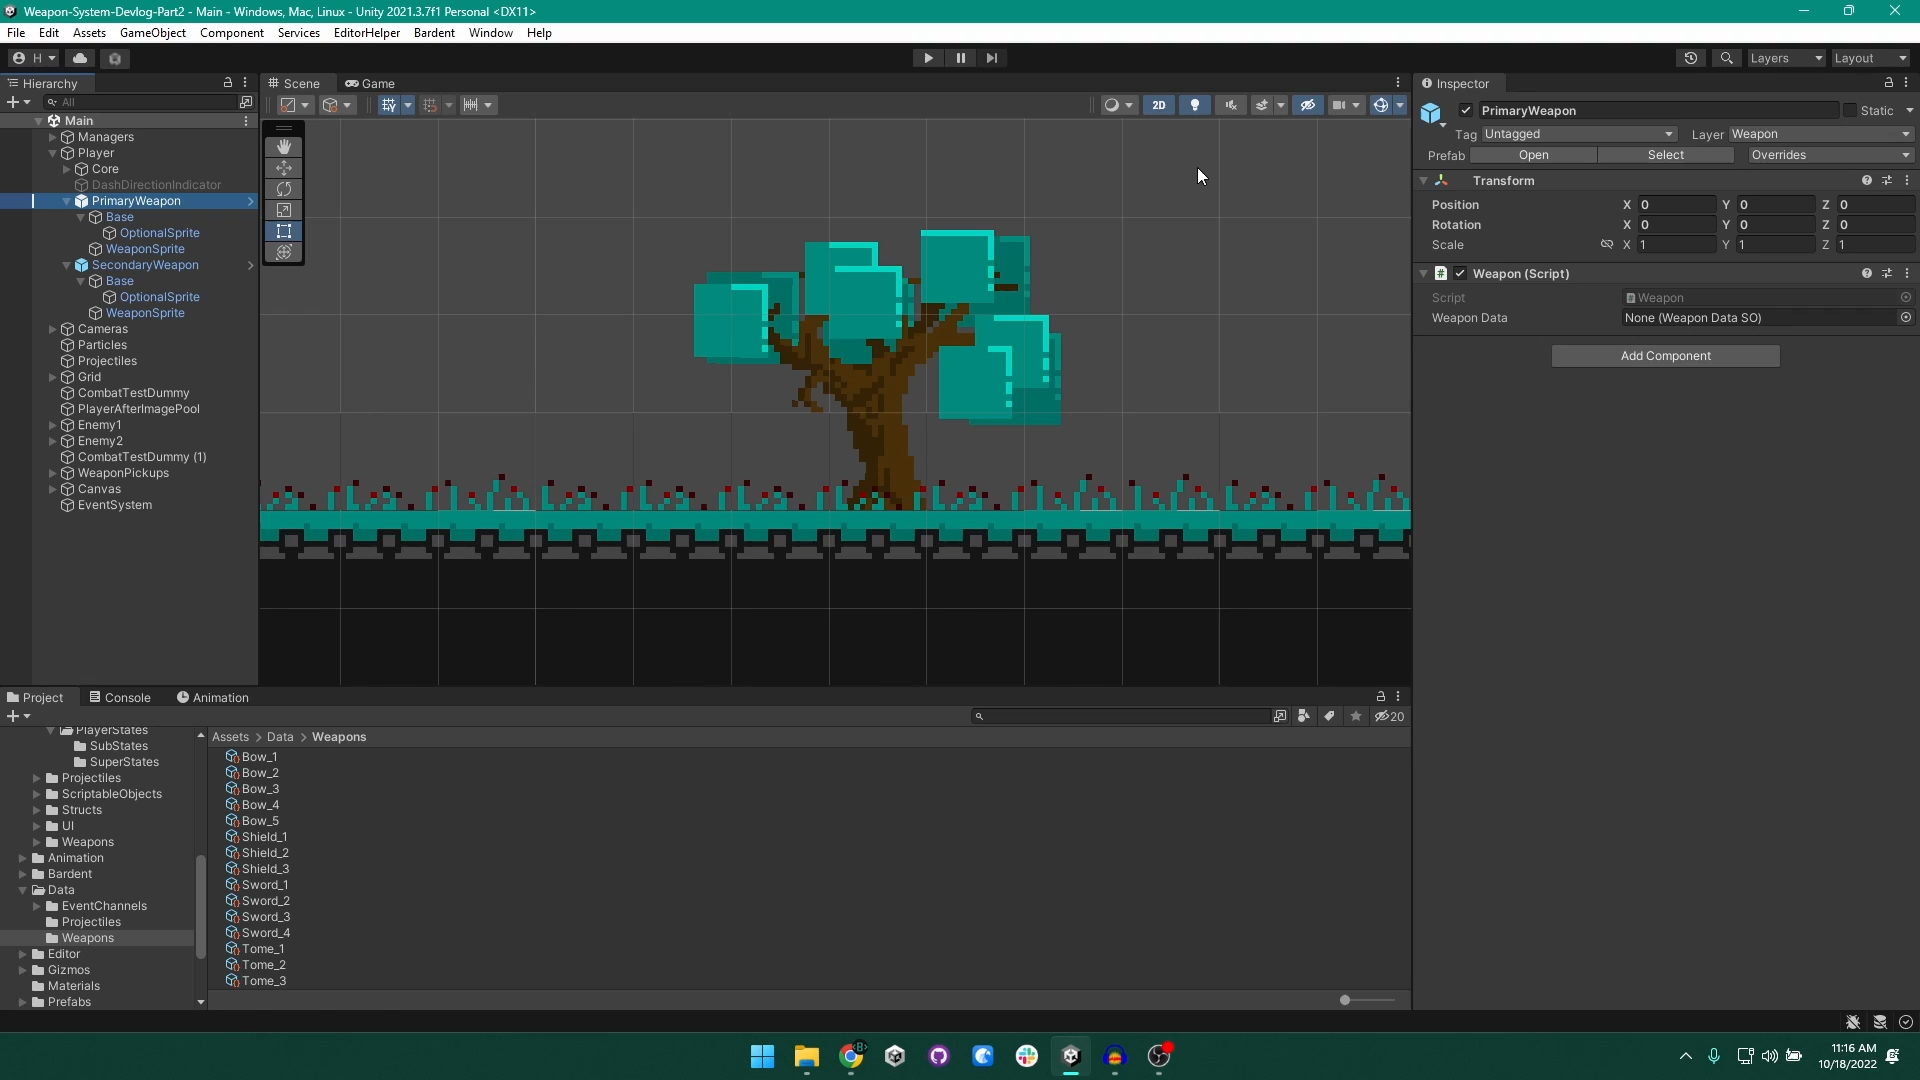 Weapon-System-Devlog-Part2 - Main - Windows, Mac, Linux - Unity 2021.3.7f1 Personal <DX11>
File Edit Assets GameObject Component Services EditorHelper Bardent Window Help
H Layers Layout
Hierarchy Scene Game Inspector
All 2D
PrimaryWeapon Static
Tag Untagged Layer Weapon
Prefab Open Select Overrides
Transform
Position X 0 Y 0 Z 0
Rotation X 0 Y 0 Z 0
Scale X 1 Y 1 Z 1
Weapon (Script)
Script Weapon
Weapon Data None (Weapon Data SO)
Add Component
Main
Managers
Player
Core
DashDirectionIndicator
PrimaryWeapon
Base
OptionalSprite
WeaponSprite
SecondaryWeapon
Base
OptionalSprite
WeaponSprite
Cameras
Particles
Projectiles
Grid
CombatTestDummy
PlayerAfterImagePool
Enemy1
Enemy2
CombatTestDummy (1)
WeaponPickups
Canvas
EventSystem
Project Console Animation
20
PlayerStates
SubStates
SuperStates
Projectiles
ScriptableObjects
Structs
UI
Weapons
Animation
Bardent
Data
EventChannels
Projectiles
Weapons
Editor
Gizmos
Materials
Prefabs
Assets > Data > Weapons
Bow_1
Bow_2
Bow_3
Bow_4
Bow_5
Shield_1
Shield_2
Shield_3
Sword_1
Sword_2
Sword_3
Sword_4
Tome_1
Tome_2
Tome_3
11:16 AM
10/18/2022